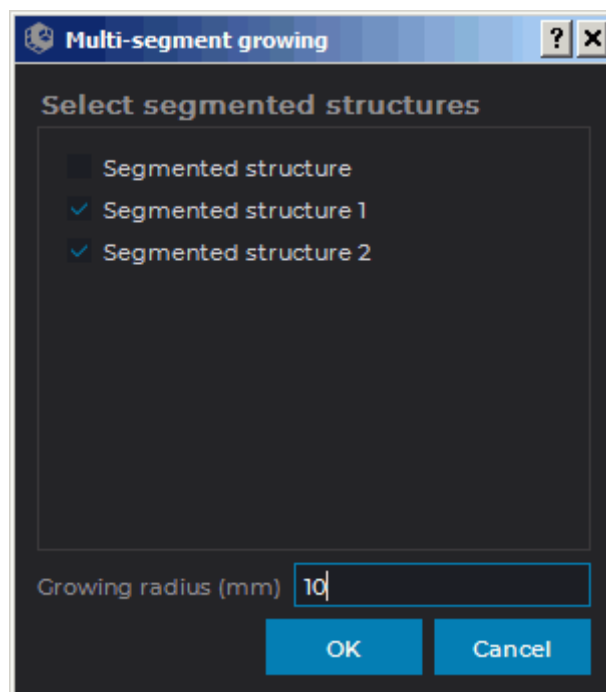 Multi-segment growing ?
Select segmented structures
Segmented structure
Segmented structure 1
Segmented structure 2
Growing radius (mm) 10
OK Cancel